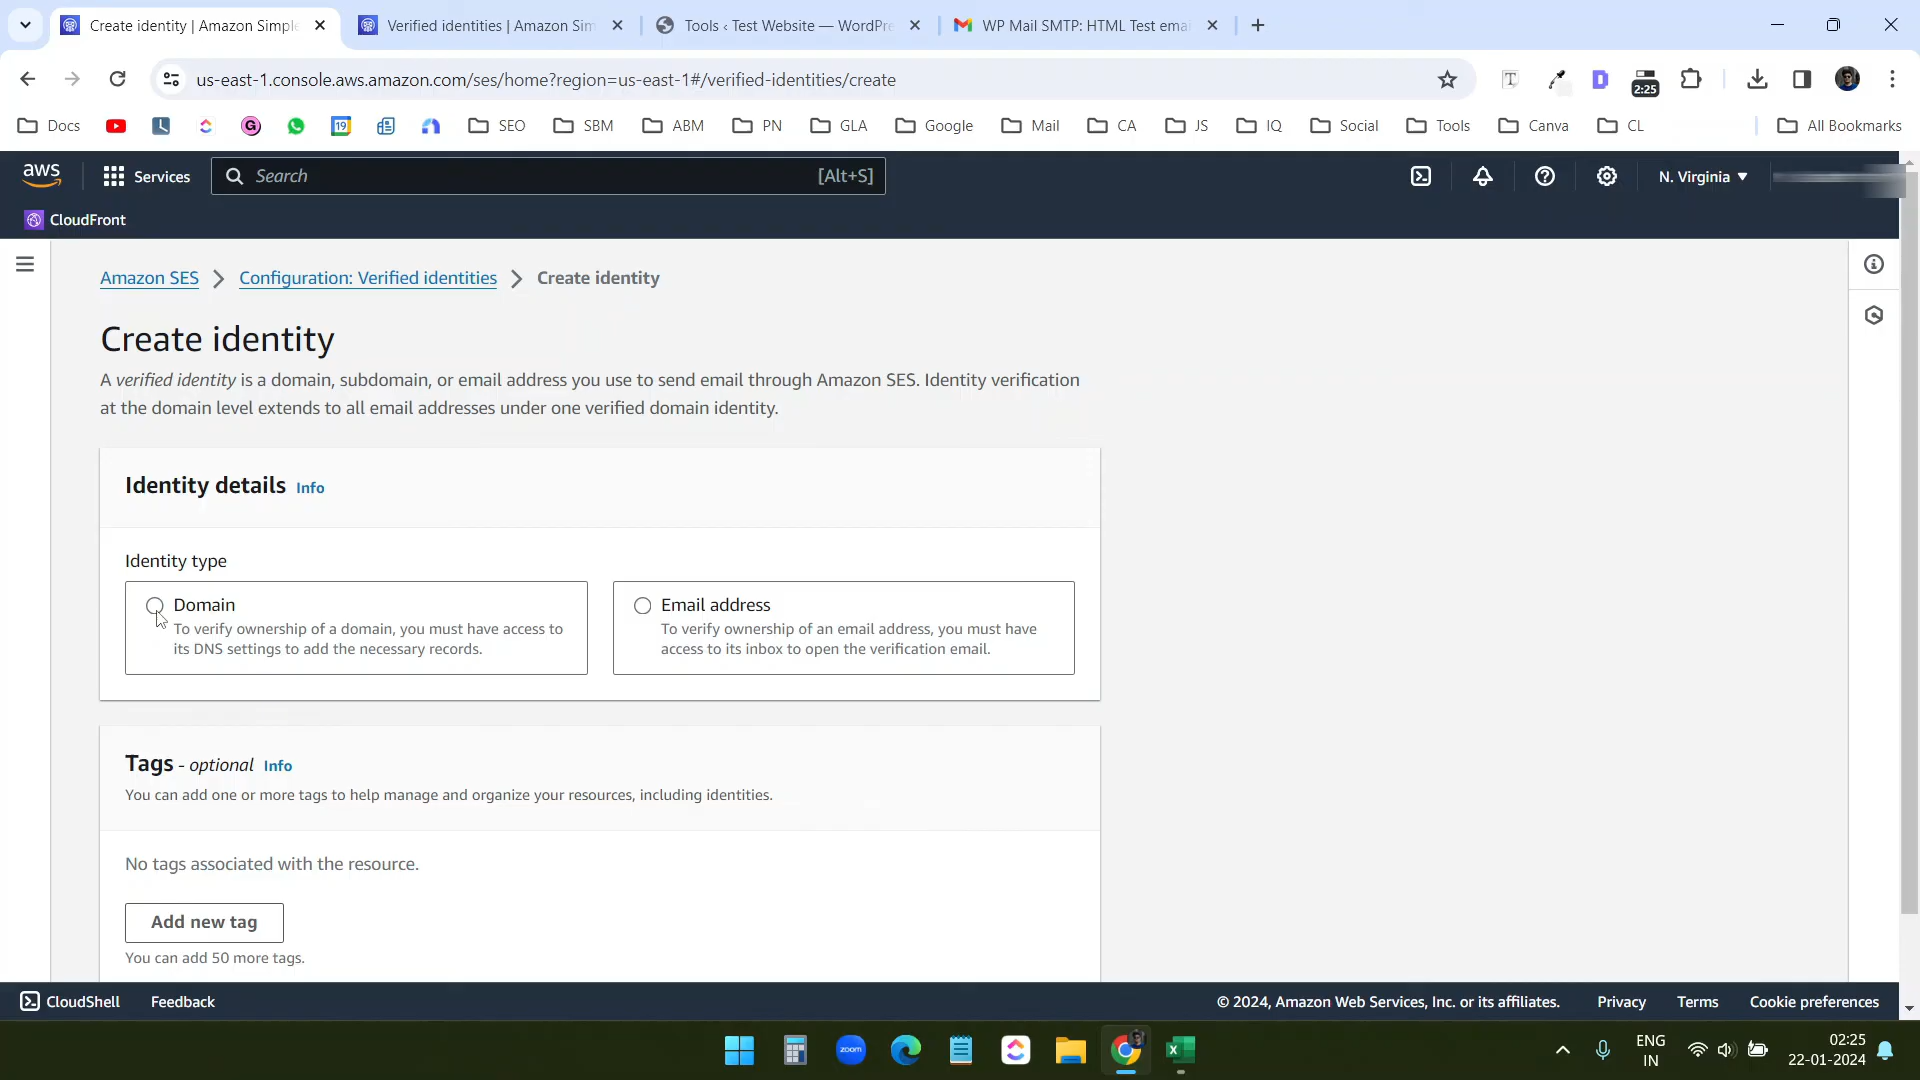 Create identity | Amazon Simple
Verified identities | Amazon Sim
Tools ‹ Test Website — WordPre
WP Mail SMTP: HTML Test emai
us-east-1.console.aws.amazon.com/ses/home?region=us-east-1#/verified-identities/create
2:25
Docs
19
SEO
SBM
ABM
PN
GLA
Google
Mail
CA
JS
IQ
Social
Tools
Canva
CL
All Bookmarks
aws
Services
Search
[Alt+S]
N. Virginia
CloudFront
Amazon SES
Configuration: Verified identities
Create identity
Create identity
A verified identity is a domain, subdomain, or email address you use to send email through Amazon SES. Identity verification
at the domain level extends to all email addresses under one verified domain identity.
Identity details Info
Identity type
Domain
To verify ownership of a domain, you must have access to
its DNS settings to add the necessary records.
Email address
To verify ownership of an email address, you must have
access to its inbox to open the verification email.
Tags - optional Info
You can add one or more tags to help manage and organize your resources, including identities.
No tags associated with the resource.
Add new tag
You can add 50 more tags.
CloudShell
Feedback
© 2024, Amazon Web Services, Inc. or its affiliates.
Privacy
Terms
Cookie preferences
zoom
ENG
IN
02:25
22-01-2024